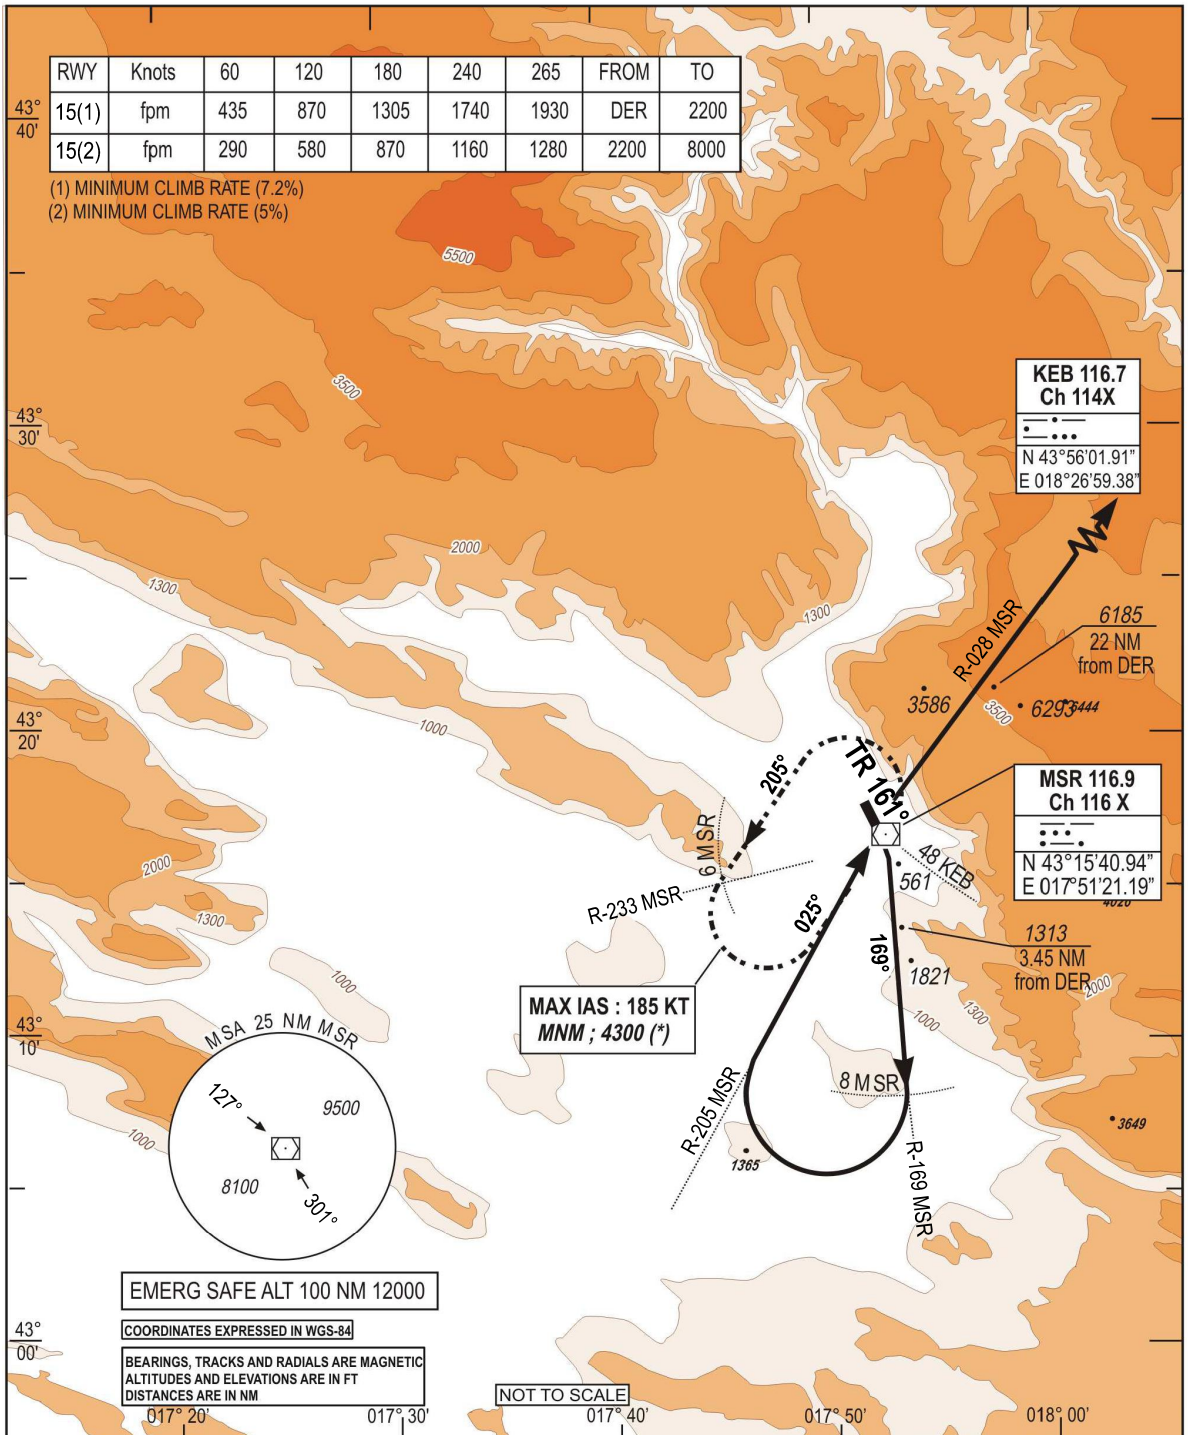 RWY Knots 60 120 180 240 265 FROM TO
15(1) fpm 435 870 1305 1740 1930 DER 2200
15(2) fpm 290 580 870 1160 1280 2200 8000
(1) MINIMUM CLIMB RATE (7.2%)
(2) MINIMUM CLIMB RATE (5%)
43°
40'
5500
3500
43°
30'
KEB 116.7
Ch 114X
N 43°56'01.91"
E 018°26'59.38"
2000
1300
1300
R-028 MSR
6185
22 NM
from DER
3586
3500
6293
6444
1000
43°
20'
205°
TR 161°
MSR 116.9
Ch 116 X
N 43°15'40.94"
E 017°51'21.19"
6 MSR
48 KEB
561
2000
R-233 MSR
025°
4026
1300
169°
1313
3.45 NM
from DER
1821
2000
1000
MAX IAS : 185 KT
MNM ; 4300 (*)
1000
1300
43°
10'
MSA 25 NM MSR
127°
9500
8100
301°
8 MSR
R-205 MSR
1365
R-169 MSR
3649
1000
EMERG SAFE ALT 100 NM 12000
COORDINATES EXPRESSED IN WGS-84
43°
00'
BEARINGS, TRACKS AND RADIALS ARE MAGNETIC
ALTITUDES AND ELEVATIONS ARE IN FT
DISTANCES ARE IN NM
NOT TO SCALE
017° 20' 017° 30' 017° 40' 017° 50' 018° 00'